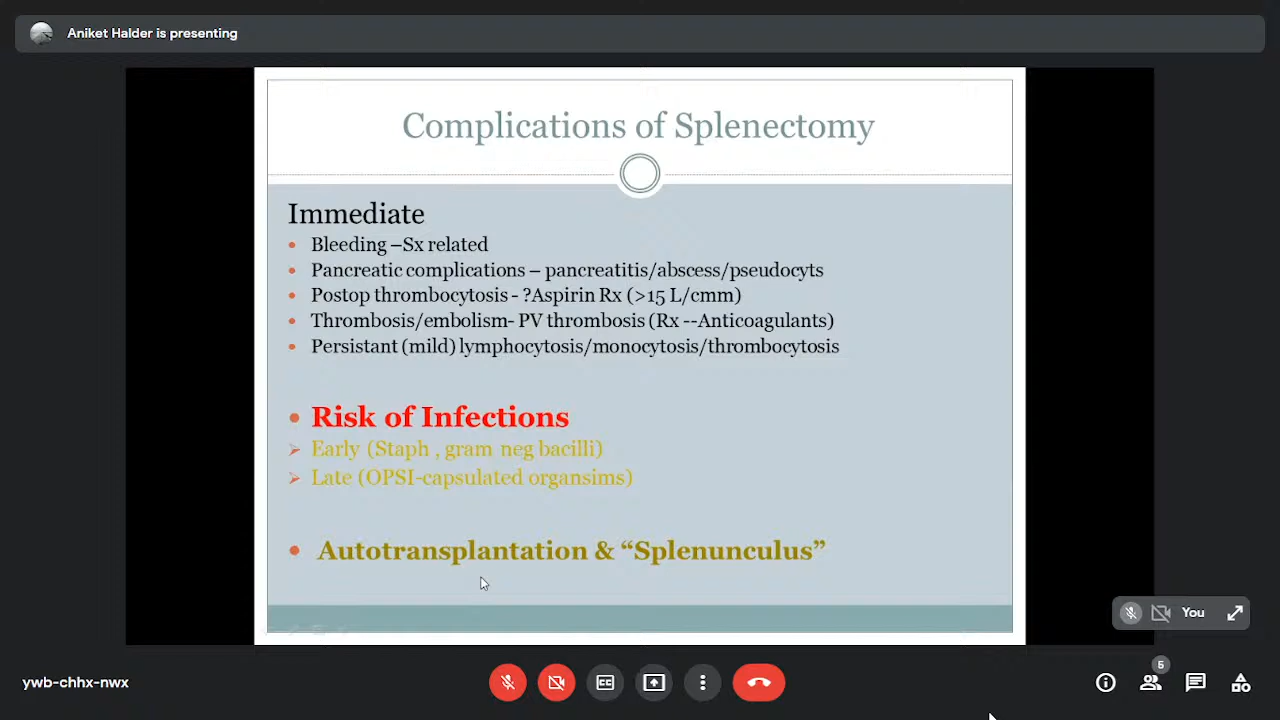 Aniket Halder is presenting
Complications of Splenectomy
Immediate
• Bleeding –Sx related
• Pancreatic complications – pancreatitis/abscess/pseudocyts
• Postop thrombocytosis - ?Aspirin Rx (>15 L/cmm)
• Thrombosis/embolism- PV thrombosis (Rx --Anticoagulants)
• Persistant (mild) lymphocytosis/monocytosis/thrombocytosis
• Risk of Infections
➢ Early (Staph , gram neg bacilli)
➢ Late (OPSI-capsulated organsims)
• Autotransplantation & “Splenunculus”
You
ywb-chhx-nwx
CC
5